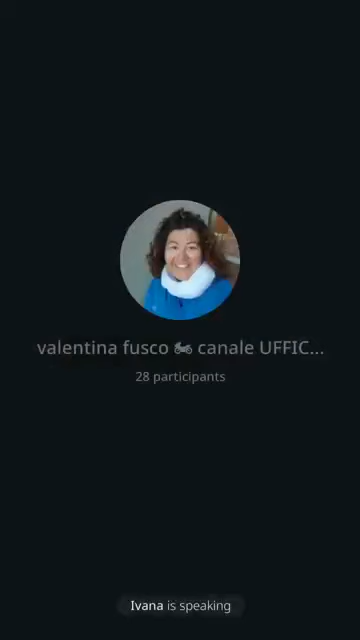 valentina fusco 🏍 canale UFFIC...
28 participants
Ivana is speaking